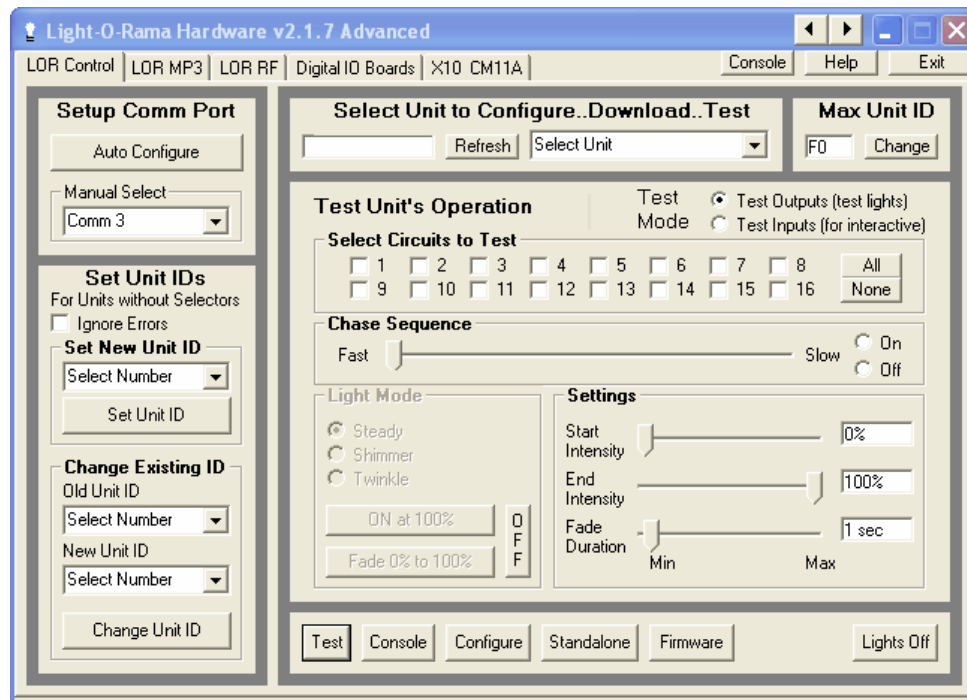 Light-O-Rama Hardware v2.1.7 Advanced
LOR Control LOR MP3 LOR RF Digital IO Boards X10 CM11A Console Help Exit
Setup Comm Port
Auto Configure
Manual Select
Comm 3
Set Unit IDs
For Units without Selectors
Ignore Errors
Set New Unit ID
Select Number
Set Unit ID
Change Existing ID
Old Unit ID
Select Number
New Unit ID
Select Number
Change Unit ID
Select Unit to Configure..Download..Test
Refresh Select Unit
Max Unit ID
F0 Change
Test Unit's Operation
Test Mode
Test Outputs (test lights)
Test Inputs (for interactive)
Select Circuits to Test
1 2 3 4 5 6 7 8 All
9 10 11 12 13 14 15 16 None
Chase Sequence
Fast Slow On
Off
Light Mode
Steady
Shimmer
Twinkle
ON at 100%
Fade 0% to 100%
OFF
Settings
Start Intensity 0%
End Intensity 100%
Fade Duration 1 sec
Min Max
Test Console Configure Standalone Firmware Lights Off